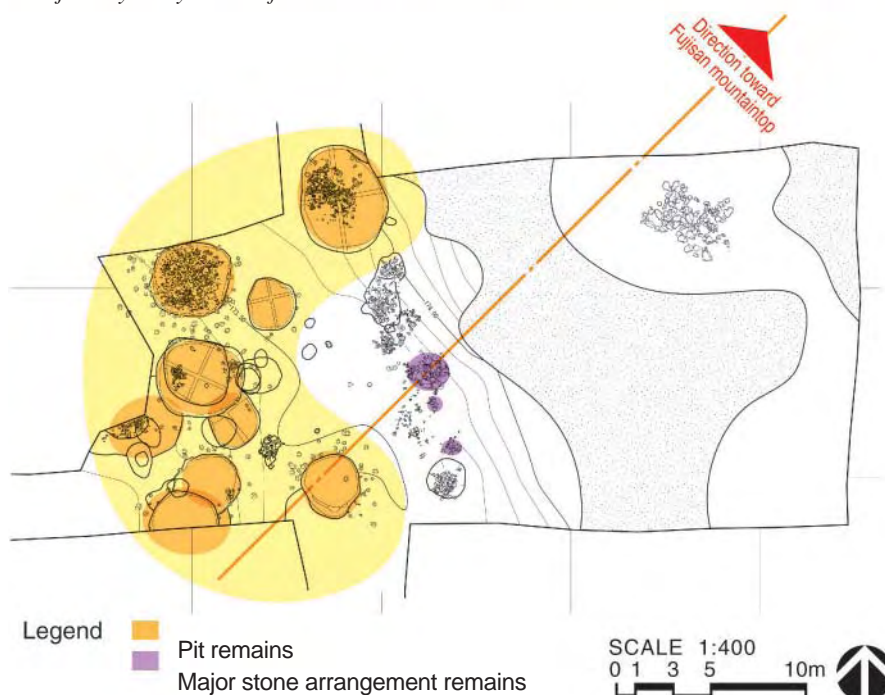 Direction toward
Fujisan mountaintop
Legend
Pit remains
Major stone arrangement remains
SCALE 1:400
0 1 3 5 10m